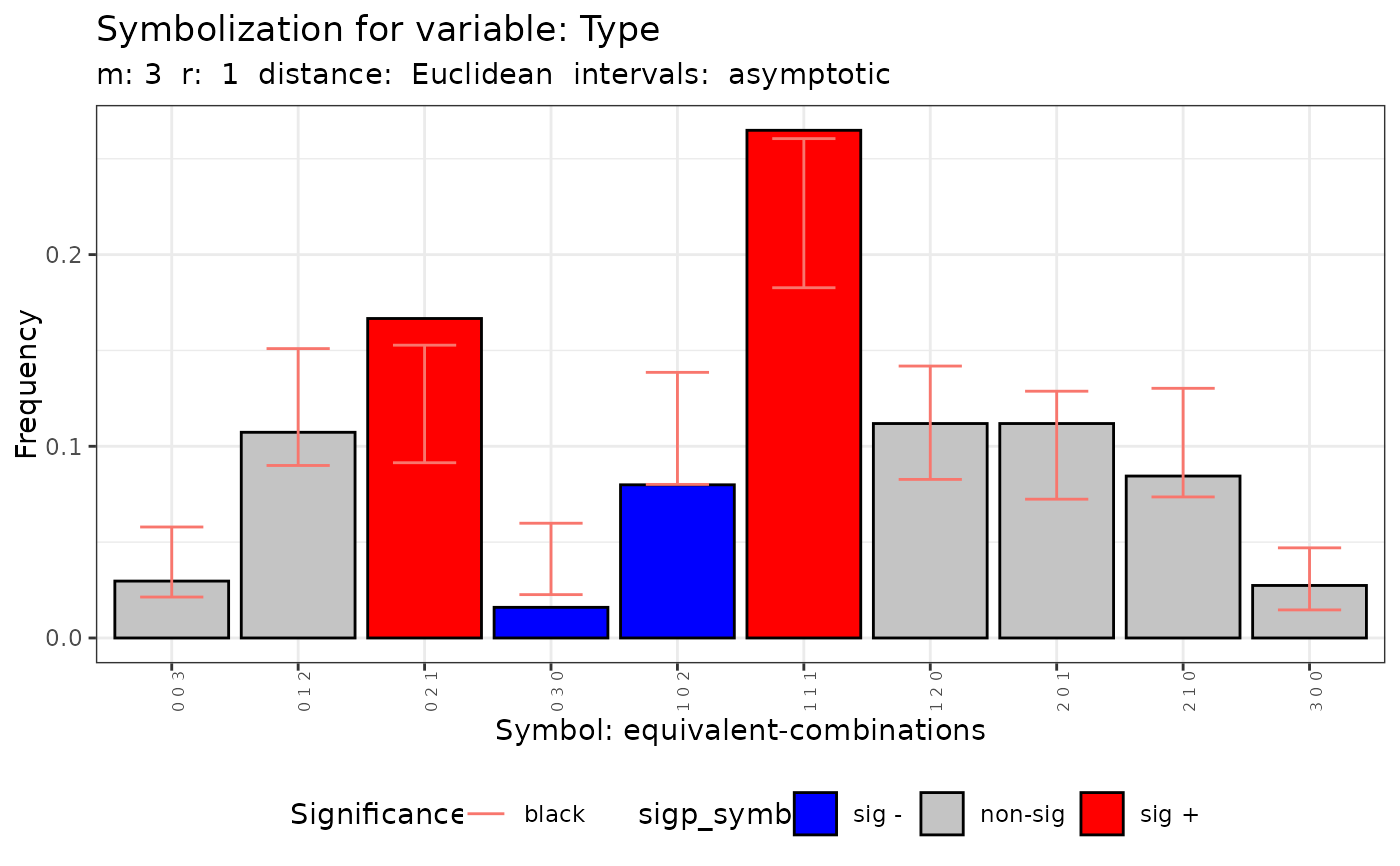 Symbolization for variable: Type
m: 3 r: 1 distance: Euclidean intervals: asymptotic
Frequency
0.2
0.1
0.0
0 0 3
0 1 2
0 2 1
0 3 0
1 0 2
1 1 1
1 2 0
2 0 1
2 1 0
3 0 0
Symbol: equivalent-combinations
Significance black sigp_symb sig - non-sig sig +